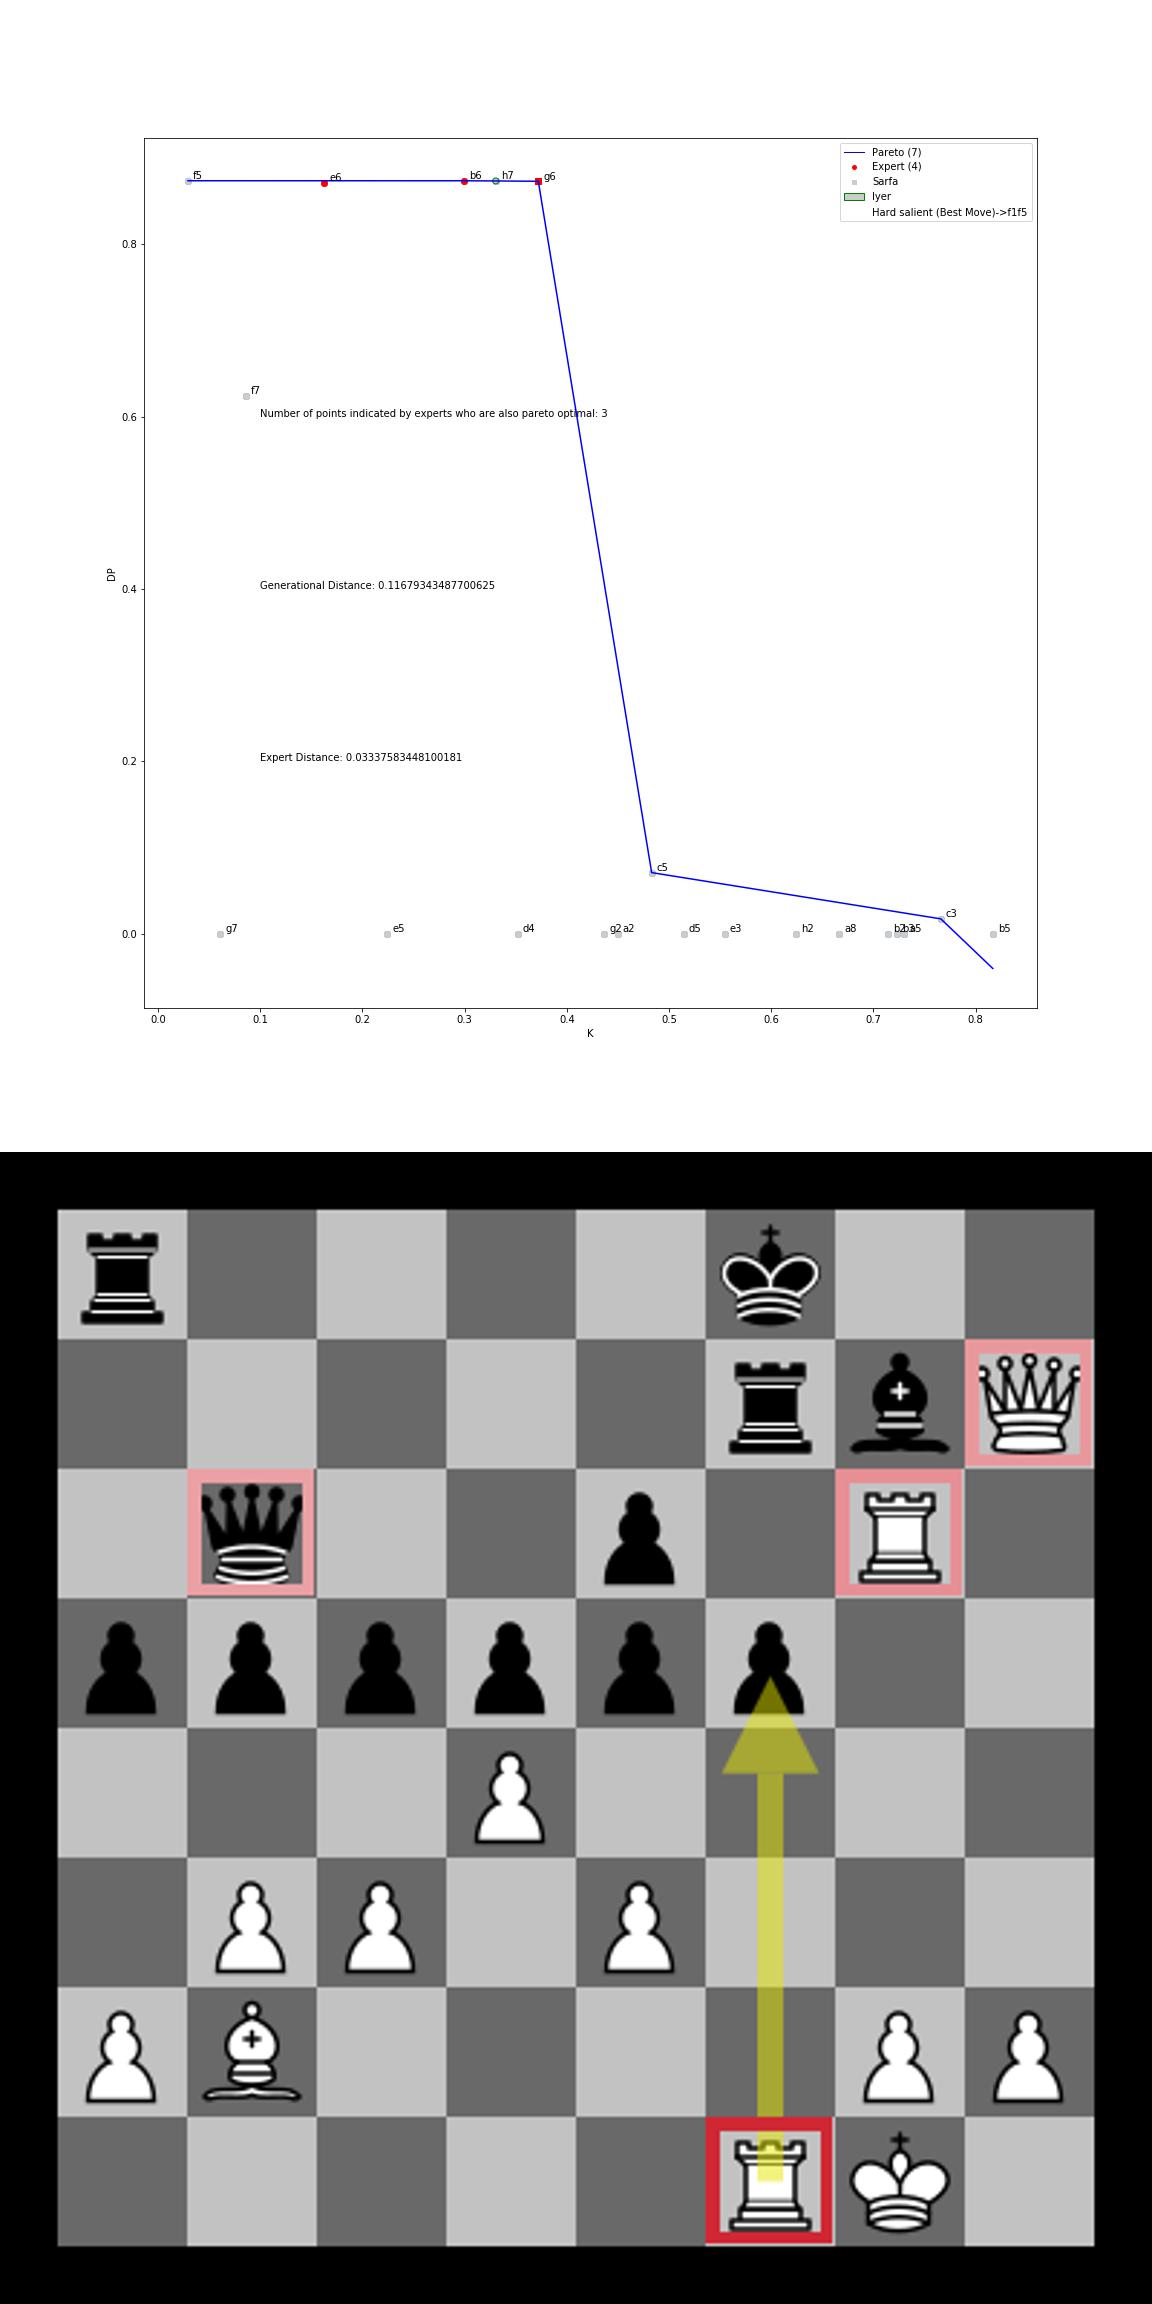 Pareto (7)
Expert (4)
Sarfa
Iyer
Hard salient (Best Move)->f1f5
f5
e6
b6
h7
g6
0.8
f7
Number of points indicated by experts who are also pareto optimal: 3
0.6
DP
Generational Distance: 0.11679343487700625
0.4
Expert Distance: 0.03337583448100181
0.2
c5
c3
0.0
g7
e5
d4
g2
a2
d5
e3
h2
a8
b2
b3
a5
b5
0.0 0.1 0.2 0.3 0.4 0.5 0.6 0.7 0.8
K